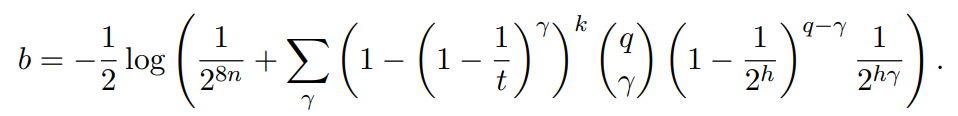 b = -\frac{1}{2} \log \left( \frac{1}{2^{8n}} + \sum_{\gamma} \left( 1 - \left( 1 - \frac{1}{t} \right)^{\gamma} \right)^{k} \binom{q}{\gamma} \left( 1 - \frac{1}{2^{h}} \right)^{q-\gamma} \frac{1}{2^{h\gamma}} \right).